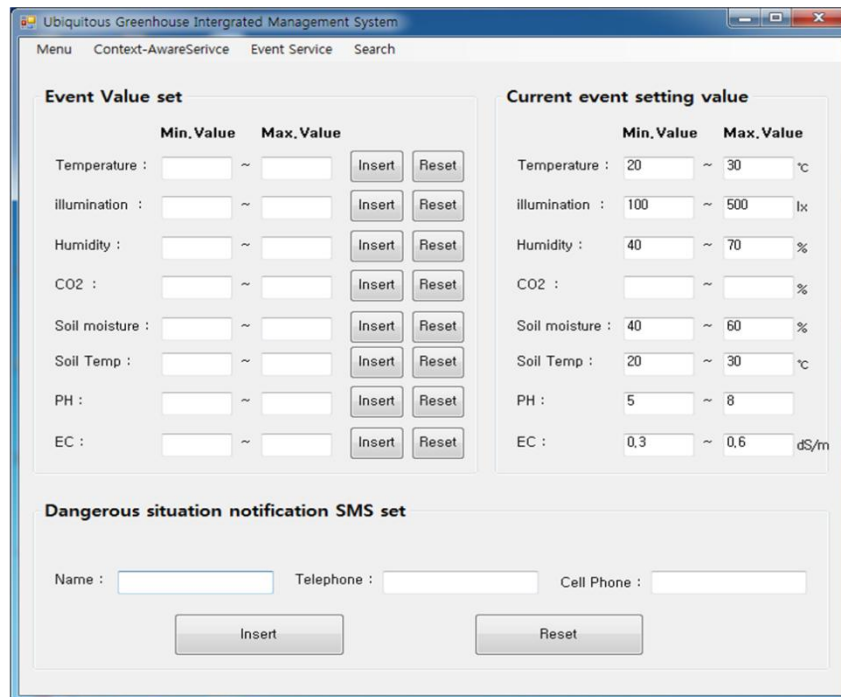 Ubiquitous Greenhouse Intergrated Management System
Menu Context-AwareSerivce Event Service Search
Event Value set
Min.Value Max.Value
Temperature : ~ Insert Reset
illumination : ~ Insert Reset
Humidity : ~ Insert Reset
CO2 : ~ Insert Reset
Soil moisture : ~ Insert Reset
Soil Temp : ~ Insert Reset
PH : ~ Insert Reset
EC : ~ Insert Reset
Current event setting value
Min.Value Max.Value
Temperature : 20 ~ 30 ℃
illumination : 100 ~ 500 lx
Humidity : 40 ~ 70 %
CO2 : ~ %
Soil moisture : 40 ~ 60 %
Soil Temp : 20 ~ 30 ℃
PH : 5 ~ 8
EC : 0.3 ~ 0.6 dS/m
Dangerous situation notification SMS set
Name : Telephone : Cell Phone :
Insert Reset